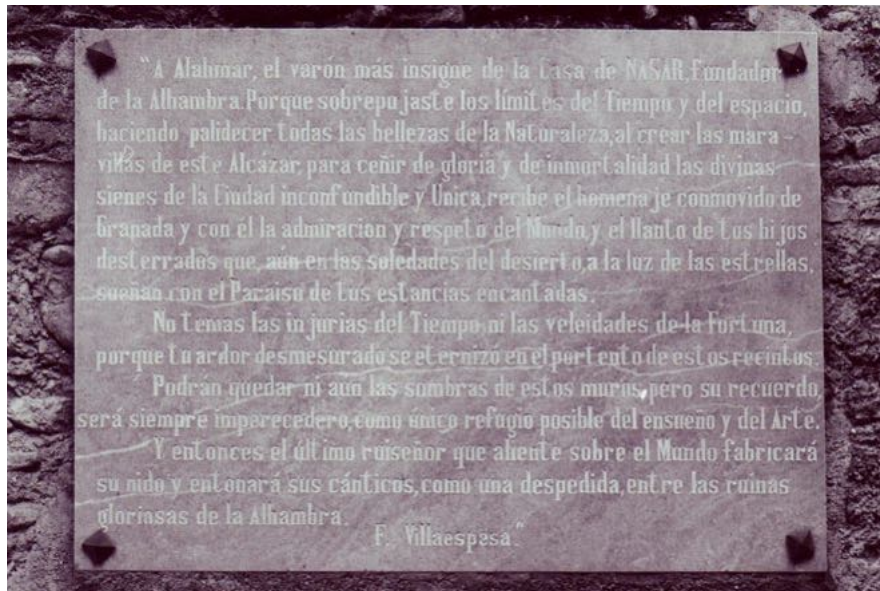 "A Alahmar, el varón más insigne de la Casa de NASAR, Fundador
de la Alhambra. Porque sobrepujaste los límites del Tiempo y del espacio,
haciendo palidecer todas las bellezas de la Naturaleza, al crear las mara-
villas de este Alcázar, para ceñir de gloria y de inmortalidad las divinas
sienes de la Ciudad inconfundible y Unica, recibe el homenaje conmovido de
Granada y con el la admiracion y respeto del Mundo, y el llanto de tus hijos
desterrados que, aún en las soledades del desierto, a la luz de las estrellas,
sueñan con el Paraiso de tus estancias encantadas.
No temas las injurias del Tiempo ni las veleidades de la Fortuna,
porque tu ardor desmesurado se eternizó en el portento de estos recintos.
Podrán quedar ni aun las sombras de estos muros, pero su recuerdo
será siempre imperecedero, como único refugio posible del ensueño y del Arte.
Y entonces el último ruiseñor que aliente sobre el Mundo fabricará
su nido y entonará sus cánticos, como una despedida, entre las ruinas
gloriosas de la Alhambra.
F. Villaespesa."